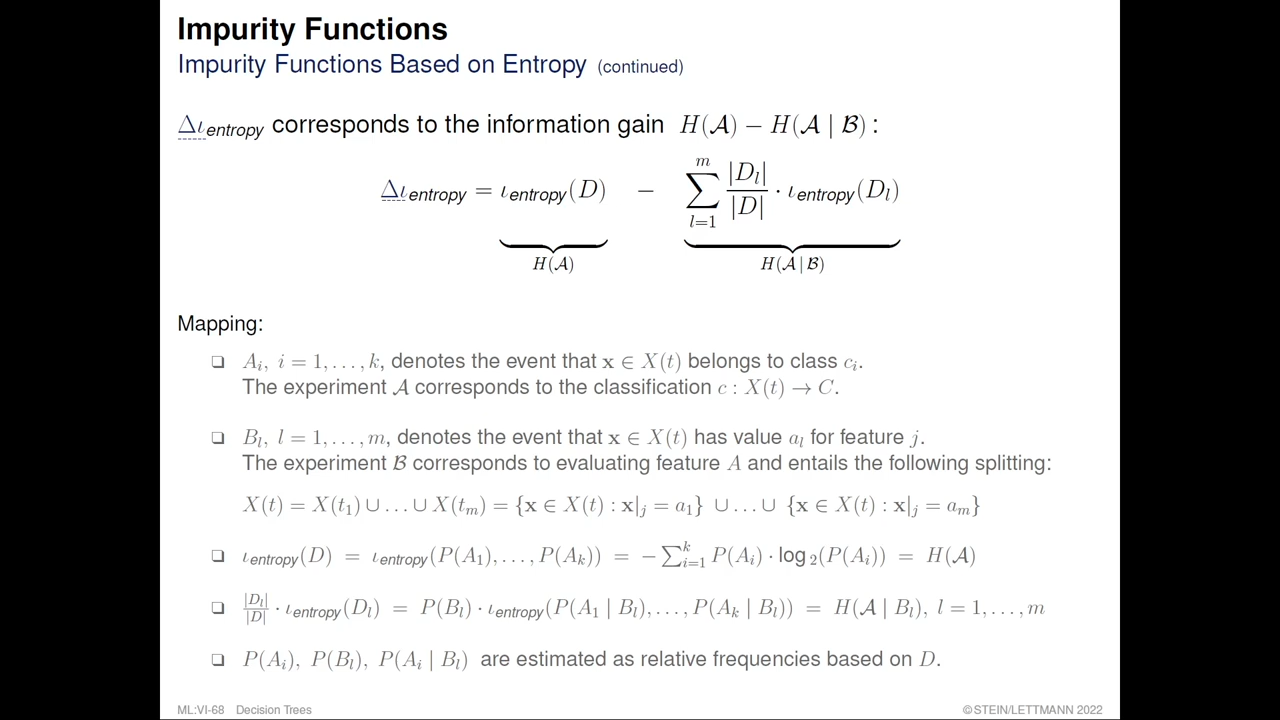 Impurity Functions
Impurity Functions Based on Entropy (continued)
Δι_entropy corresponds to the information gain H(𝒜) − H(𝒜 | ℬ) :
Δι_entropy = ι_entropy(D) − ∑_{l=1}^{m} |D_l|/|D| · ι_entropy(D_l)
H(𝒜) H(𝒜 | ℬ)
Mapping:
❏ A_i, i = 1, . . . , k, denotes the event that x ∈ X(t) belongs to class c_i.
The experiment 𝒜 corresponds to the classification c : X(t) → C.
❏ B_l, l = 1, . . . , m, denotes the event that x ∈ X(t) has value a_l for feature j.
The experiment ℬ corresponds to evaluating feature A and entails the following splitting:
X(t) = X(t_1) ∪ . . . ∪ X(t_m) = {x ∈ X(t) : x|_j = a_1} ∪ . . . ∪ {x ∈ X(t) : x|_j = a_m}
❏ ι_entropy(D) = ι_entropy(P(A_1), . . . , P(A_k)) = −∑_{i=1}^{k} P(A_i) · log_2(P(A_i)) = H(𝒜)
❏ |D_l|/|D| · ι_entropy(D_l) = P(B_l) · ι_entropy(P(A_1 | B_l), . . . , P(A_k | B_l)) = H(𝒜 | B_l), l = 1, . . . , m
❏ P(A_i), P(B_l), P(A_i | B_l) are estimated as relative frequencies based on D.
ML:VI-68 Decision Trees ©STEIN/LETTMANN 2022